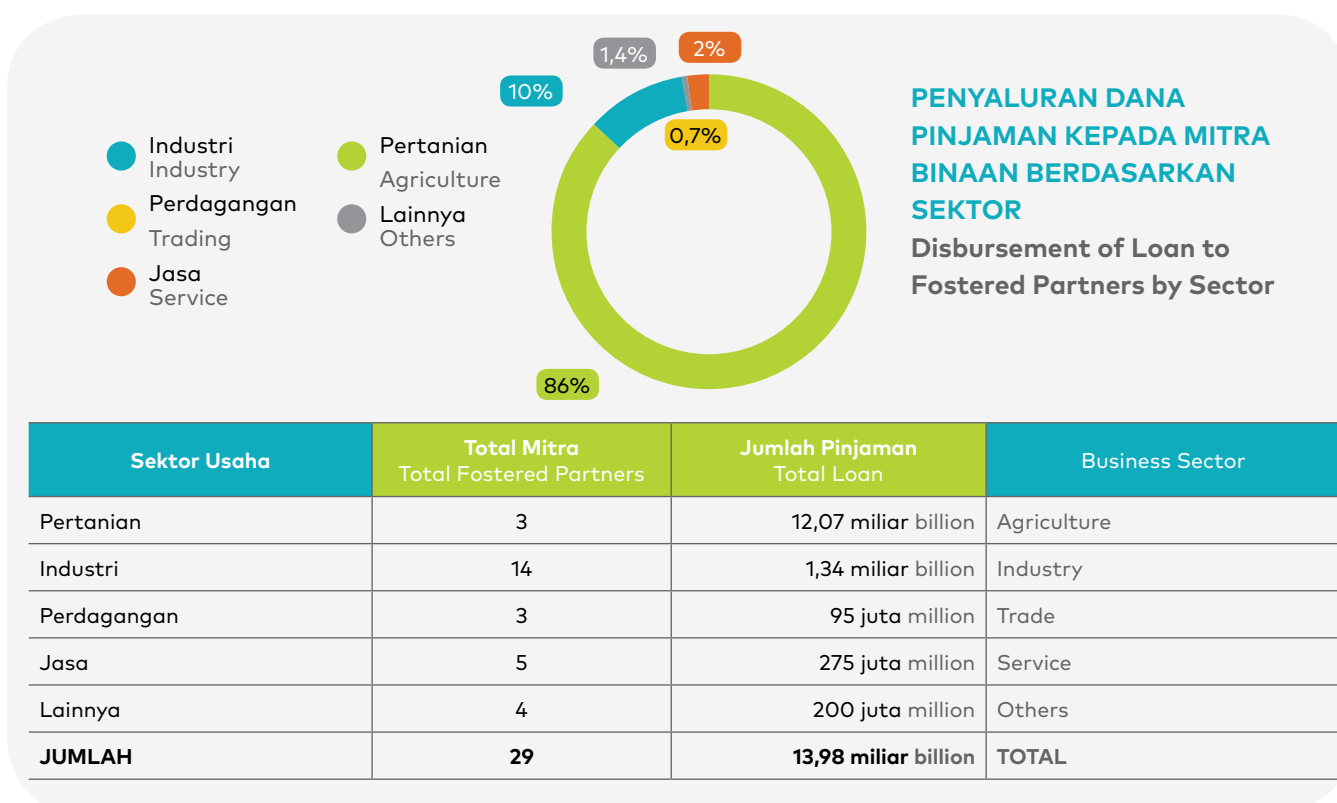 1,4%
2%
10%
0,7%
86%
Industri
Industry
Perdagangan
Trading
Jasa
Service
Pertanian
Agriculture
Lainnya
Others
PENYALURAN DANA
PINJAMAN KEPADA MITRA
BINAAN BERDASARKAN
SEKTOR
Disbursement of Loan to
Fostered Partners by Sector
Sektor Usaha
Total Mitra
Total Fostered Partners
Jumlah Pinjaman
Total Loan
Business Sector
Pertanian 3 12,07 miliar billion Agriculture
Industri 14 1,34 miliar billion Industry
Perdagangan 3 95 juta million Trade
Jasa 5 275 juta million Service
Lainnya 4 200 juta million Others
JUMLAH 29 13,98 miliar billion TOTAL